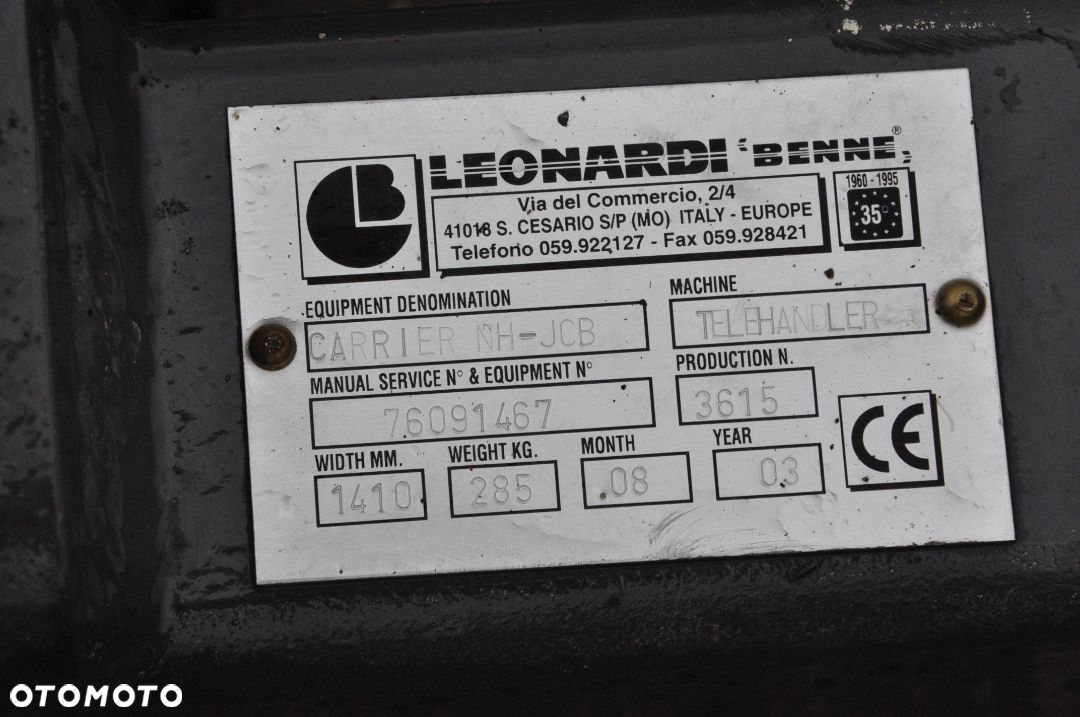 LEONARDI "BENNE"®
Via del Commercio, 2/4
41018 S. CESARIO S/P (MO) ITALY - EUROPE
Telefono 059.922127 - Fax 059.928421
1960-1995
35°
EQUIPMENT DENOMINATION
CARRIER NH-JCB
MACHINE
TELEHANDLER
MANUAL SERVICE N° & EQUIPMENT N°
76091467
PRODUCTION N.
3615
WIDTH MM.
1410
WEIGHT KG.
285
MONTH
08
YEAR
03
CE
OTOMOTO